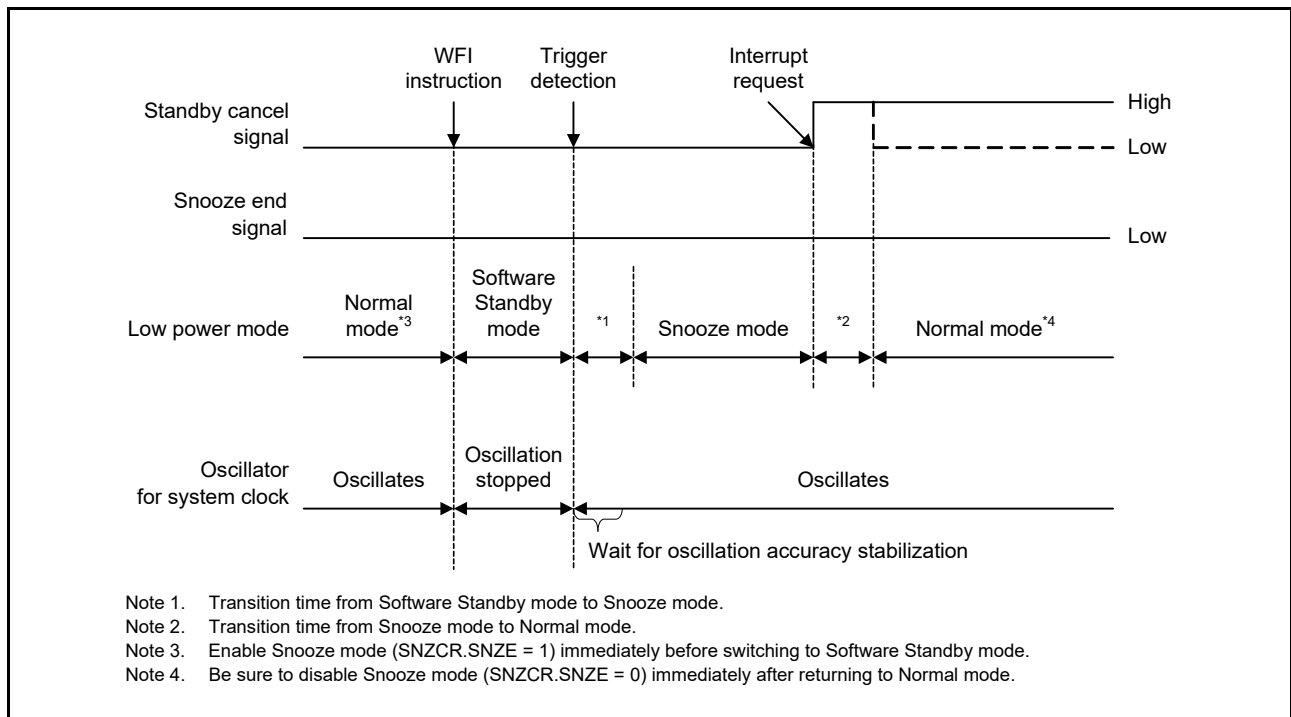 WFI
instruction
Trigger
detection
Interrupt
request
Standby cancel
signal
High
Low
Snooze end
signal
Low
Low power mode
Normal
mode*3
Software
Standby
mode
*1
Snooze mode
*2
Normal mode*4
Oscillator
for system clock
Oscillates
Oscillation
stopped
Oscillates
Wait for oscillation accuracy stabilization
Note 1. Transition time from Software Standby mode to Snooze mode.
Note 2. Transition time from Snooze mode to Normal mode.
Note 3. Enable Snooze mode (SNZCR.SNZE = 1) immediately before switching to Software Standby mode.
Note 4. Be sure to disable Snooze mode (SNZCR.SNZE = 0) immediately after returning to Normal mode.